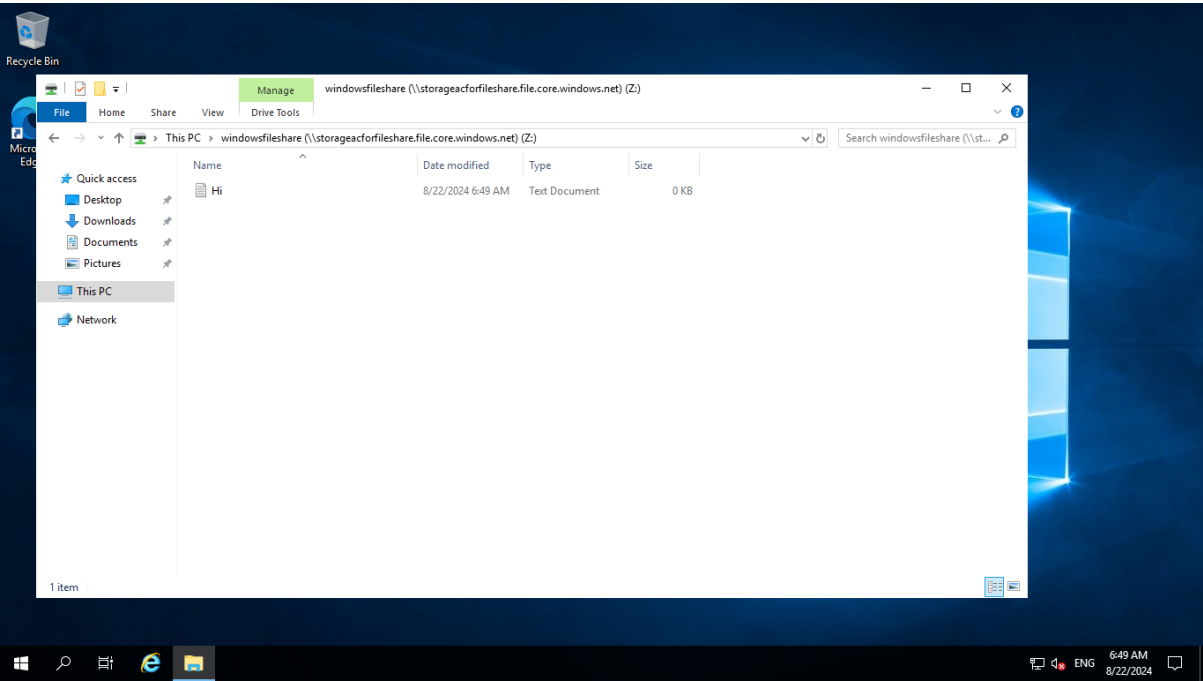 Recycle Bin
Manage
windowsfileshare (\\storageacforfileshare.file.core.windows.net) (Z:)
File
Home
Share
View
Drive Tools
This PC > windowsfileshare (\\storageacforfileshare.file.core.windows.net) (Z:)
Search windowsfileshare (\\st...
Micro
Edg
Name
Date modified
Type
Size
Hi
8/22/2024 6:49 AM
Text Document
0 KB
Quick access
Desktop
Downloads
Documents
Pictures
This PC
Network
1 item
ENG
6:49 AM
8/22/2024